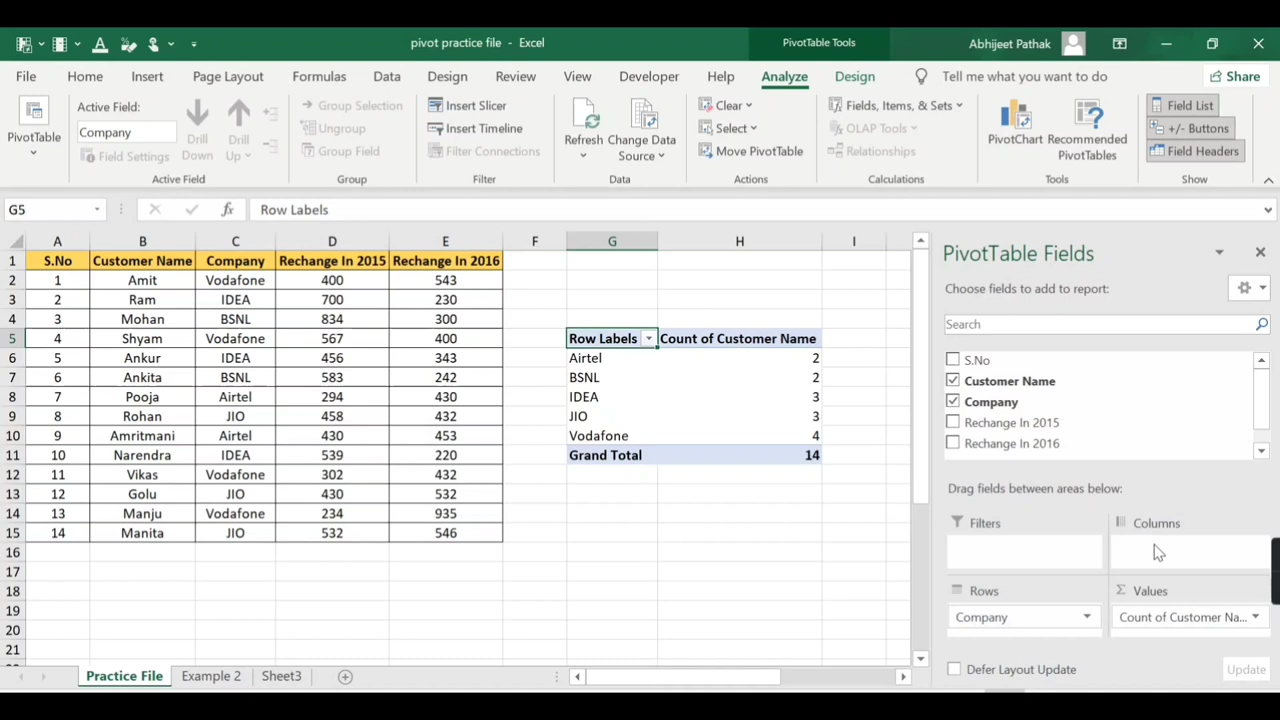 pivot practice file - Excel
PivotTable Tools
Abhijeet Pathak
File Home Insert Page Layout Formulas Data Design Review View Developer Help Analyze Design Tell me what you want to do Share
PivotTable
Active Field:
Company
Field Settings
Drill Down
Drill Up
Active Field
Group Selection
Ungroup
Group Field
Group
Insert Slicer
Insert Timeline
Filter Connections
Filter
Refresh
Change Data Source
Data
Clear
Select
Move PivotTable
Actions
Fields, Items, & Sets
OLAP Tools
Relationships
Calculations
PivotChart
Recommended PivotTables
Tools
Field List
+/- Buttons
Field Headers
Show
G5 fx Row Labels
A B C D E F G H I
1 S.No Customer Name Company Rechange In 2015 Rechange In 2016
2 1 Amit Vodafone 400 543
3 2 Ram IDEA 700 230
4 3 Mohan BSNL 834 300
5 4 Shyam Vodafone 567 400 Row Labels Count of Customer Name
6 5 Ankur IDEA 456 343 Airtel 2
7 6 Ankita BSNL 583 242 BSNL 2
8 7 Pooja Airtel 294 430 IDEA 3
9 8 Rohan JIO 458 432 JIO 3
10 9 Amritmani Airtel 430 453 Vodafone 4
11 10 Narendra IDEA 539 220 Grand Total 14
12 11 Vikas Vodafone 302 432
13 12 Golu JIO 430 532
14 13 Manju Vodafone 234 935
15 14 Manita JIO 532 546
16
17
18
19
20
21
PivotTable Fields
Choose fields to add to report:
Search
S.No
Customer Name
Company
Rechange In 2015
Rechange In 2016
Drag fields between areas below:
Filters
Columns
Rows
Σ Values
Company
Count of Customer Na...
Defer Layout Update
Update
Practice File Example 2 Sheet3